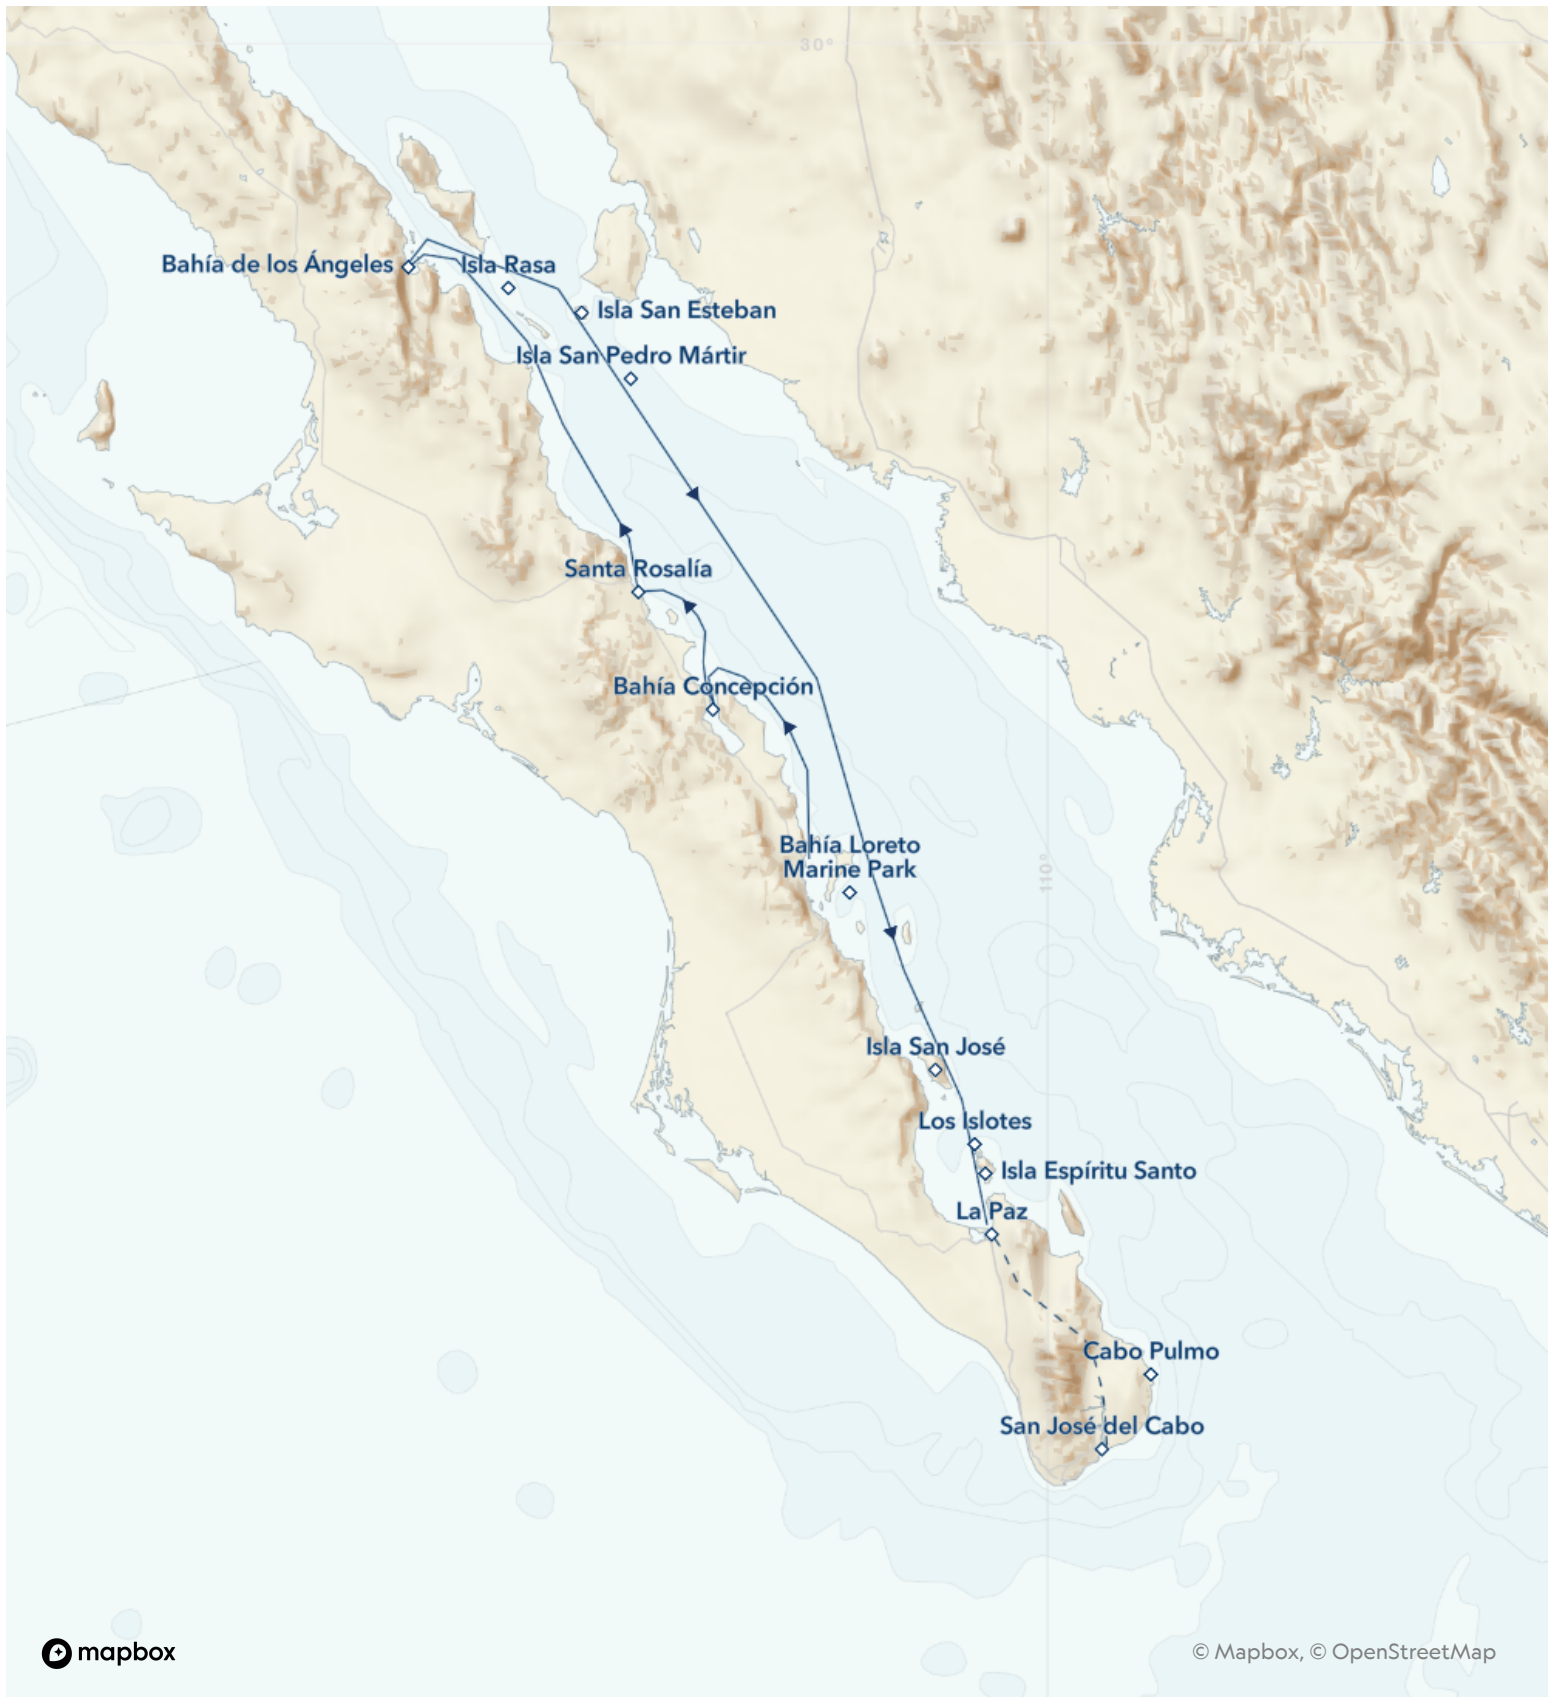 30°
Bahía de los Ángeles
Isla Rasa
Isla San Esteban
Isla San Pedro Mártir
Santa Rosalía
Bahía Concepción
Bahía Loreto
Marine Park
110°
Isla San José
Los Islotes
Isla Espíritu Santo
La Paz
Cabo Pulmo
San José del Cabo
mapbox
© Mapbox, © OpenStreetMap